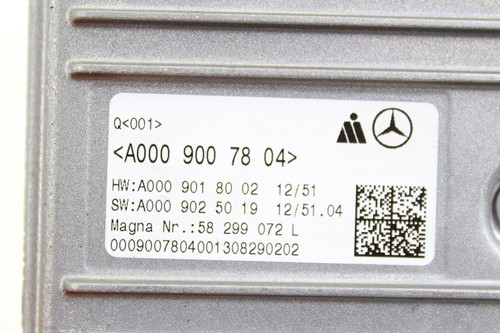 Q<001>
<A000 900 78 04>
HW:A000 901 80 02 12/51
SW:A000 902 50 19 12/51.04
Magna Nr.:58 299 072 L
0009007804001308290202